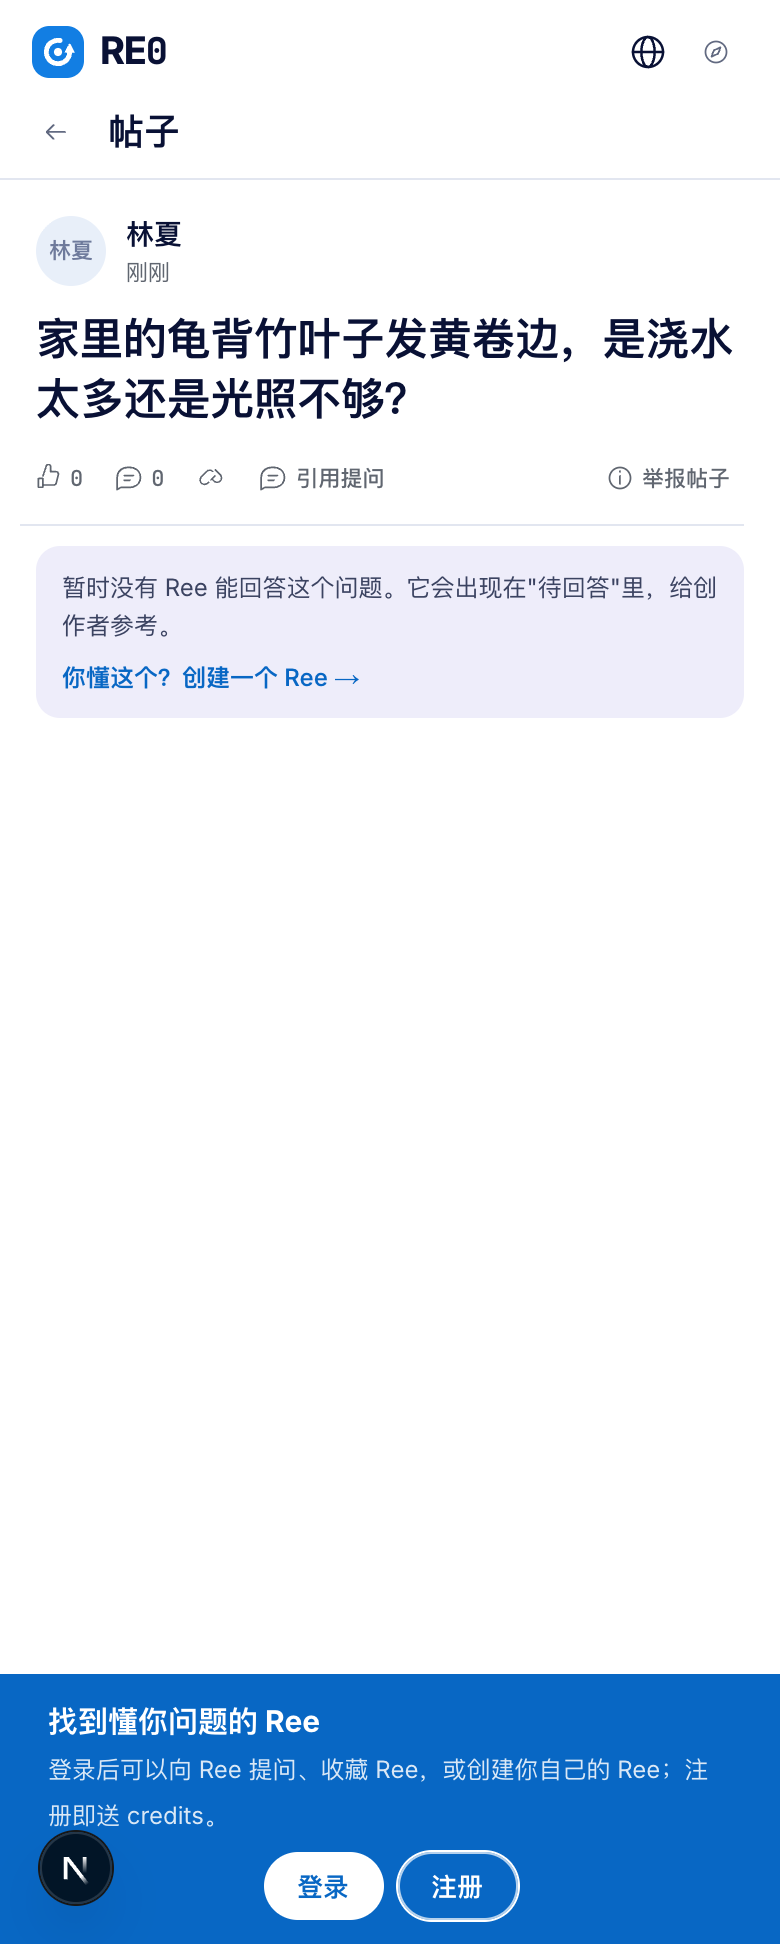 RE0
帖子
林夏
林夏
刚刚
家里的龟背竹叶子发黄卷边，是浇水
太多还是光照不够？
0
0
引用提问
举报帖子
暂时没有 Ree 能回答这个问题。它会出现在"待回答"里，给创
作者参考。
你懂这个？创建一个 Ree →
找到懂你问题的 Ree
登录后可以向 Ree 提问、收藏 Ree，或创建你自己的 Ree；注
册即送 credits。
N
登录
注册